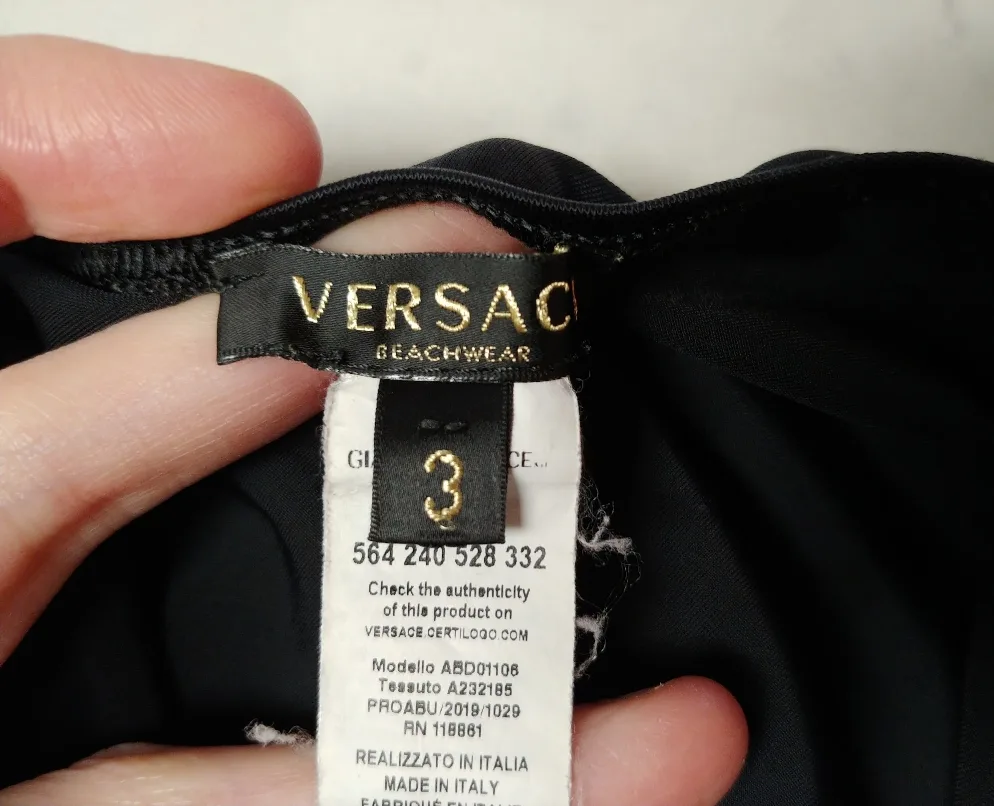 VERSAC
BEACHWEAR
3
564 240 528 332
Check the authenticity
of this product on
VERSACE.CERTILOGO.COM
Modello ABD01106
Tessuto A232185
PROABU/2019/1029
RN 118861
REALIZZATO IN ITALIA
MADE IN ITALY